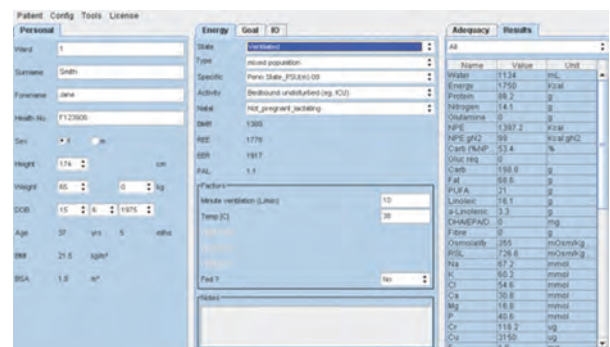 Patient Config Tools License
Personal
Ward 1
Surname Smith
Forename Jane
Health No. F123606
Sex f m
Height 174 cm
Weight 65 0 kg
DOB 15 6 1975
Age 37 yrs 5 mths
BMI 21.5 kg/m²
BSA 1.8 m²
Energy Goal IO
State Ventilated
Type mixed population
Specific Penn State_PSU(m) 09
Activity Bedbound undisturbed (eg. ICU)
Natal Not_pregnant_lactating
BMR 1380
REE 1776
EER 1917
PAL 1.1
Factors
Minute ventilation (L/min) 10
Temp (C) 38
Fed ? No
Notes
Adequacy Results
All
Name Value Unit
Water 1134 mL
Energy 1750 Kcal
Protein 88.2 g
Nitrogen 14.1 g
Glutamine 0 g
NPE 1397.2 Kcal
NPE:gN2 99 Kcal:gN2
Carb (%NP... 53.4 %
Gluc req 0
Carb 198.8 g
Fat 68.6 g
PUFA 21 g
Linoleic 18.1 g
a-Linolenic 3.3 g
DHA/EPA/D... 0 mg
Fibre 0 g
Osmolality 355 mOsm/kg...
RSL 726.6 mOsm/kg...
Na 67.2 mmol
K 60.2 mmol
Cl 54.6 mmol
Ca 30.8 mmol
Mg 16.8 mmol
P 40.6 mmol
Cr 118.2 ug
Cu 3150 ug